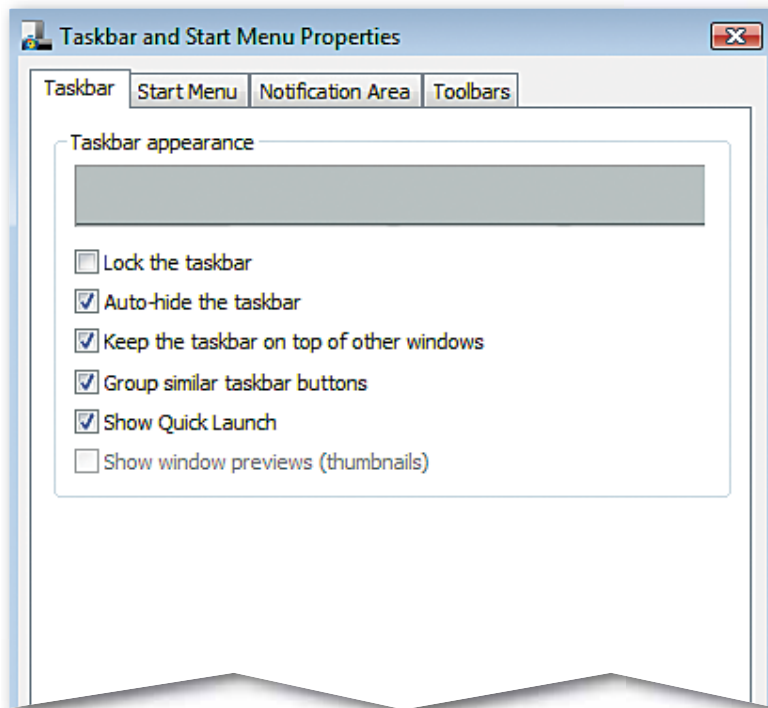 Taskbar and Start Menu Properties
Taskbar Start Menu Notification Area Toolbars
Taskbar appearance
Lock the taskbar
Auto-hide the taskbar
Keep the taskbar on top of other windows
Group similar taskbar buttons
Show Quick Launch
Show window previews (thumbnails)